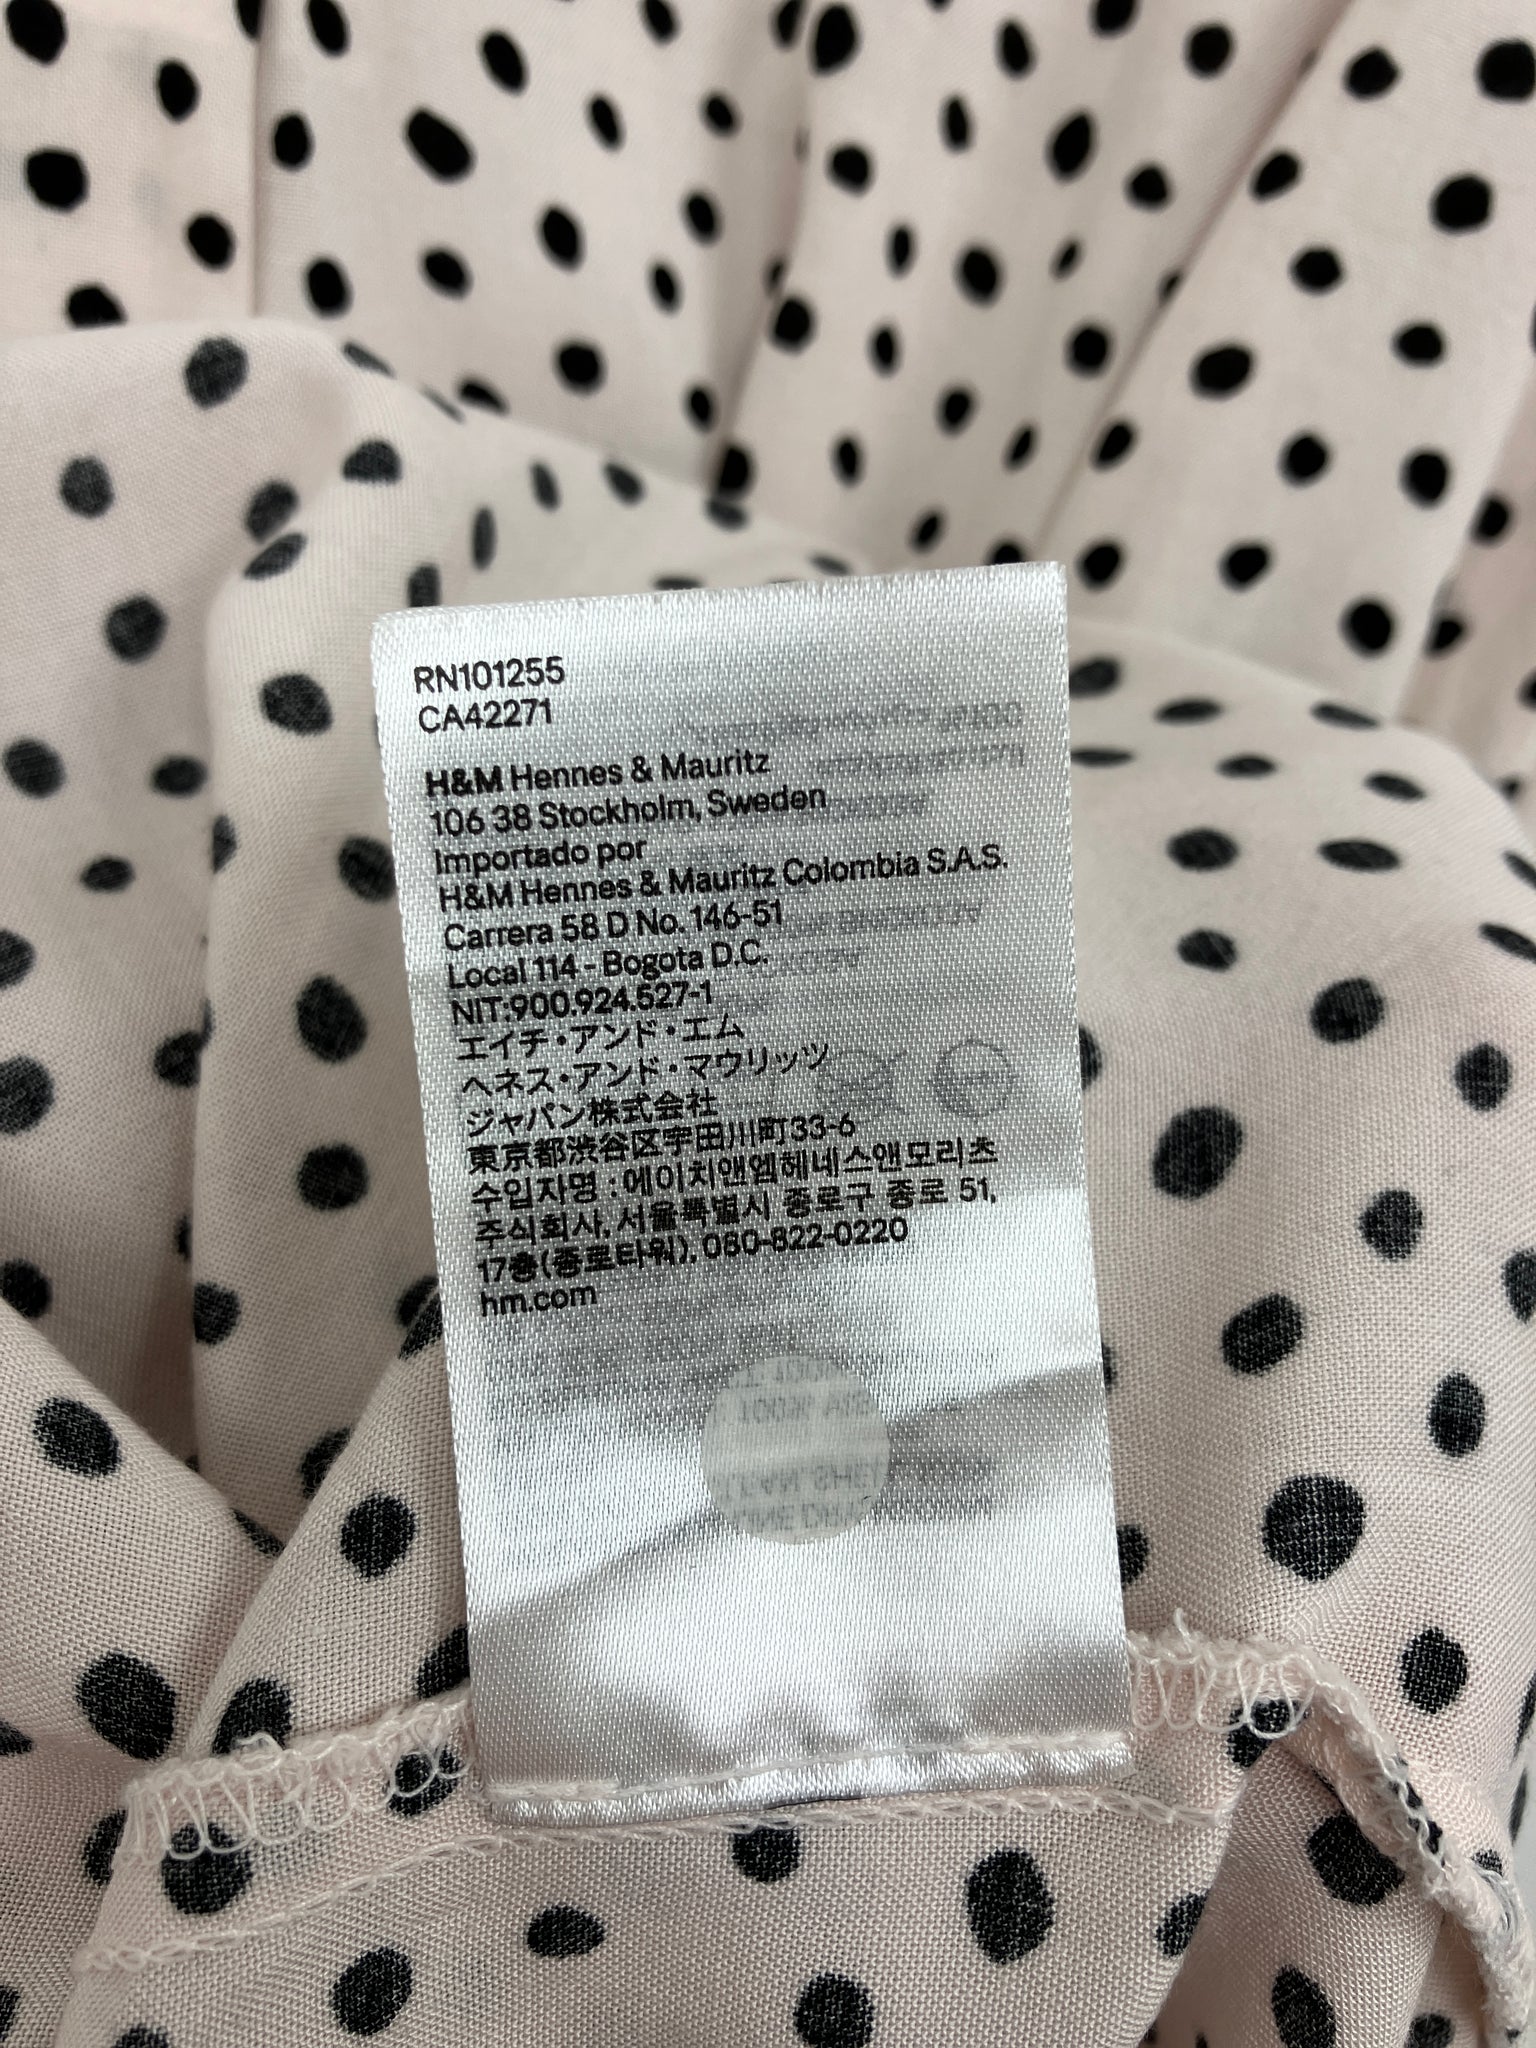 RN101255
CA42271
H&M Hennes & Mauritz
106 38 Stockholm, Sweden
Importado por
H&M Hennes & Mauritz Colombia S.A.S.
Carrera 58 D No. 146-51
Local 114 - Bogota D.C.
NIT:900.924.527-1
エイチ・アンド・エム
ヘネス・アンド・マウリッツ
ジャパン株式会社
東京都渋谷区宇田川町33-6
수입자명 : 에이치앤엠헤네스앤모리츠
주식회사, 서울특별시 종로구 종로 51,
17층(종로타워), 080-822-0220
hm.com